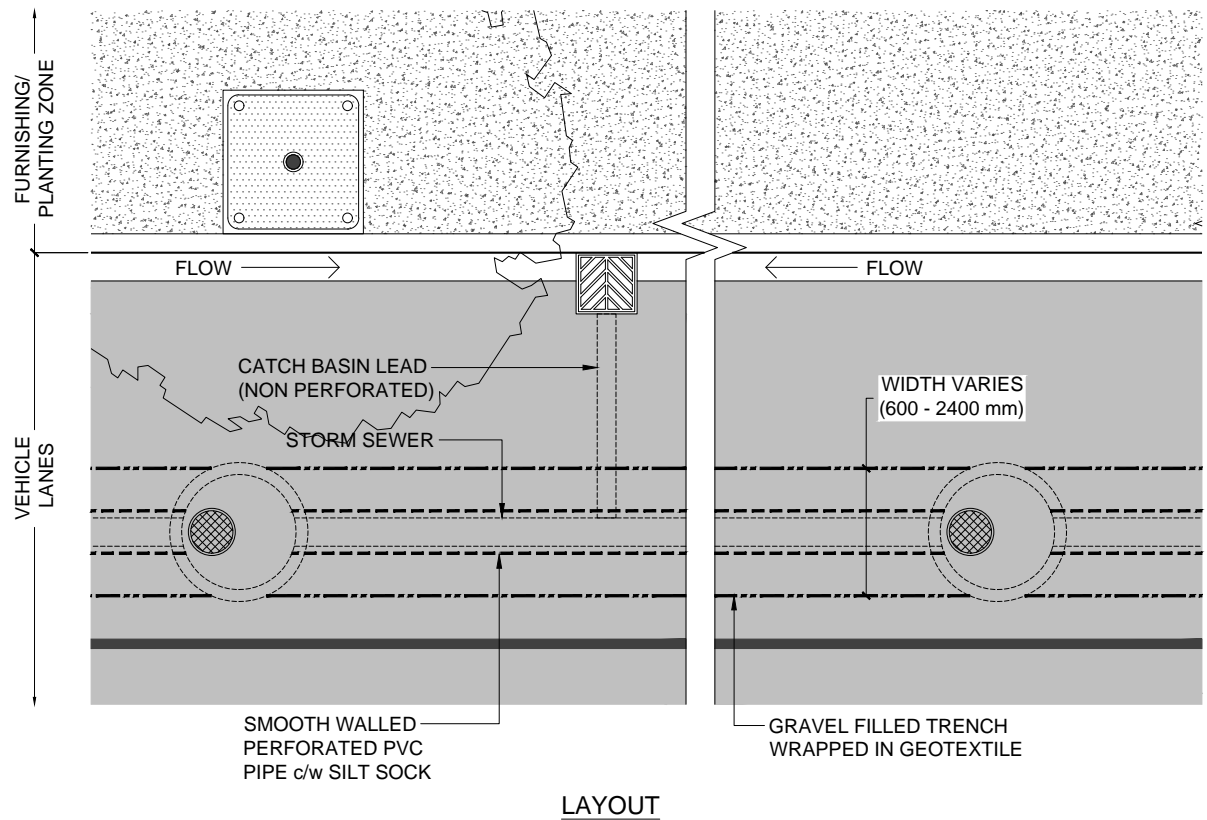 FURNISHING/
PLANTING ZONE
FLOW
FLOW
CATCH BASIN LEAD
(NON PERFORATED)
WIDTH VARIES
(600 - 2400 mm)
STORM SEWER
VEHICLE
LANES
SMOOTH WALLED
PERFORATED PVC
PIPE c/w SILT SOCK
GRAVEL FILLED TRENCH
WRAPPED IN GEOTEXTILE
LAYOUT